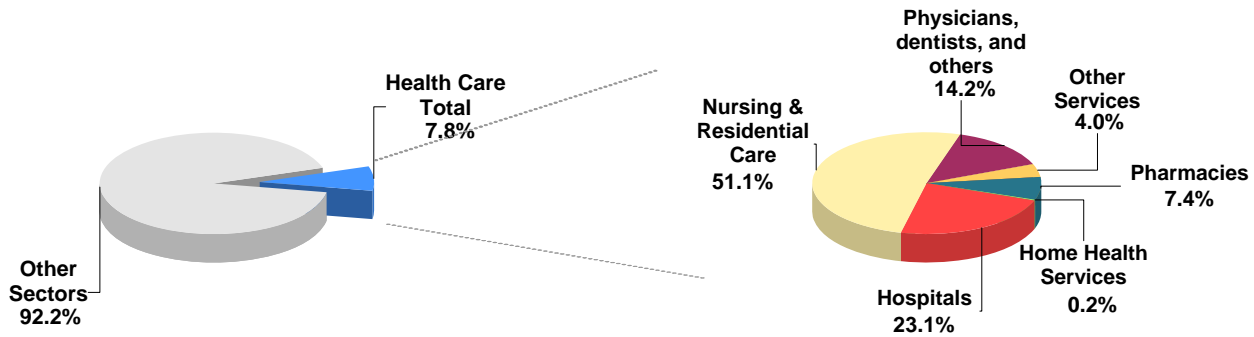 Health Care
Total
7.8%
Other
Sectors
92.2%
Physicians,
dentists, and
others
14.2%
Other
Services
4.0%
Nursing &
Residential
Care
51.1%
Pharmacies
7.4%
Home Health
Services
0.2%
Hospitals
23.1%